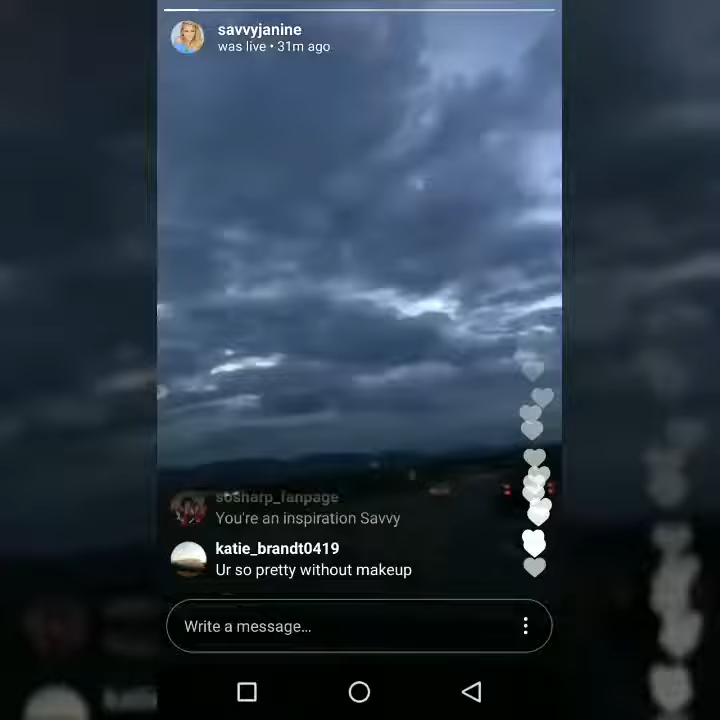 savvyjanine
was live • 31m ago
sosharp_fanpage
You're an inspiration Savvy
katie_brandt0419
Ur so pretty without makeup
Write a message...